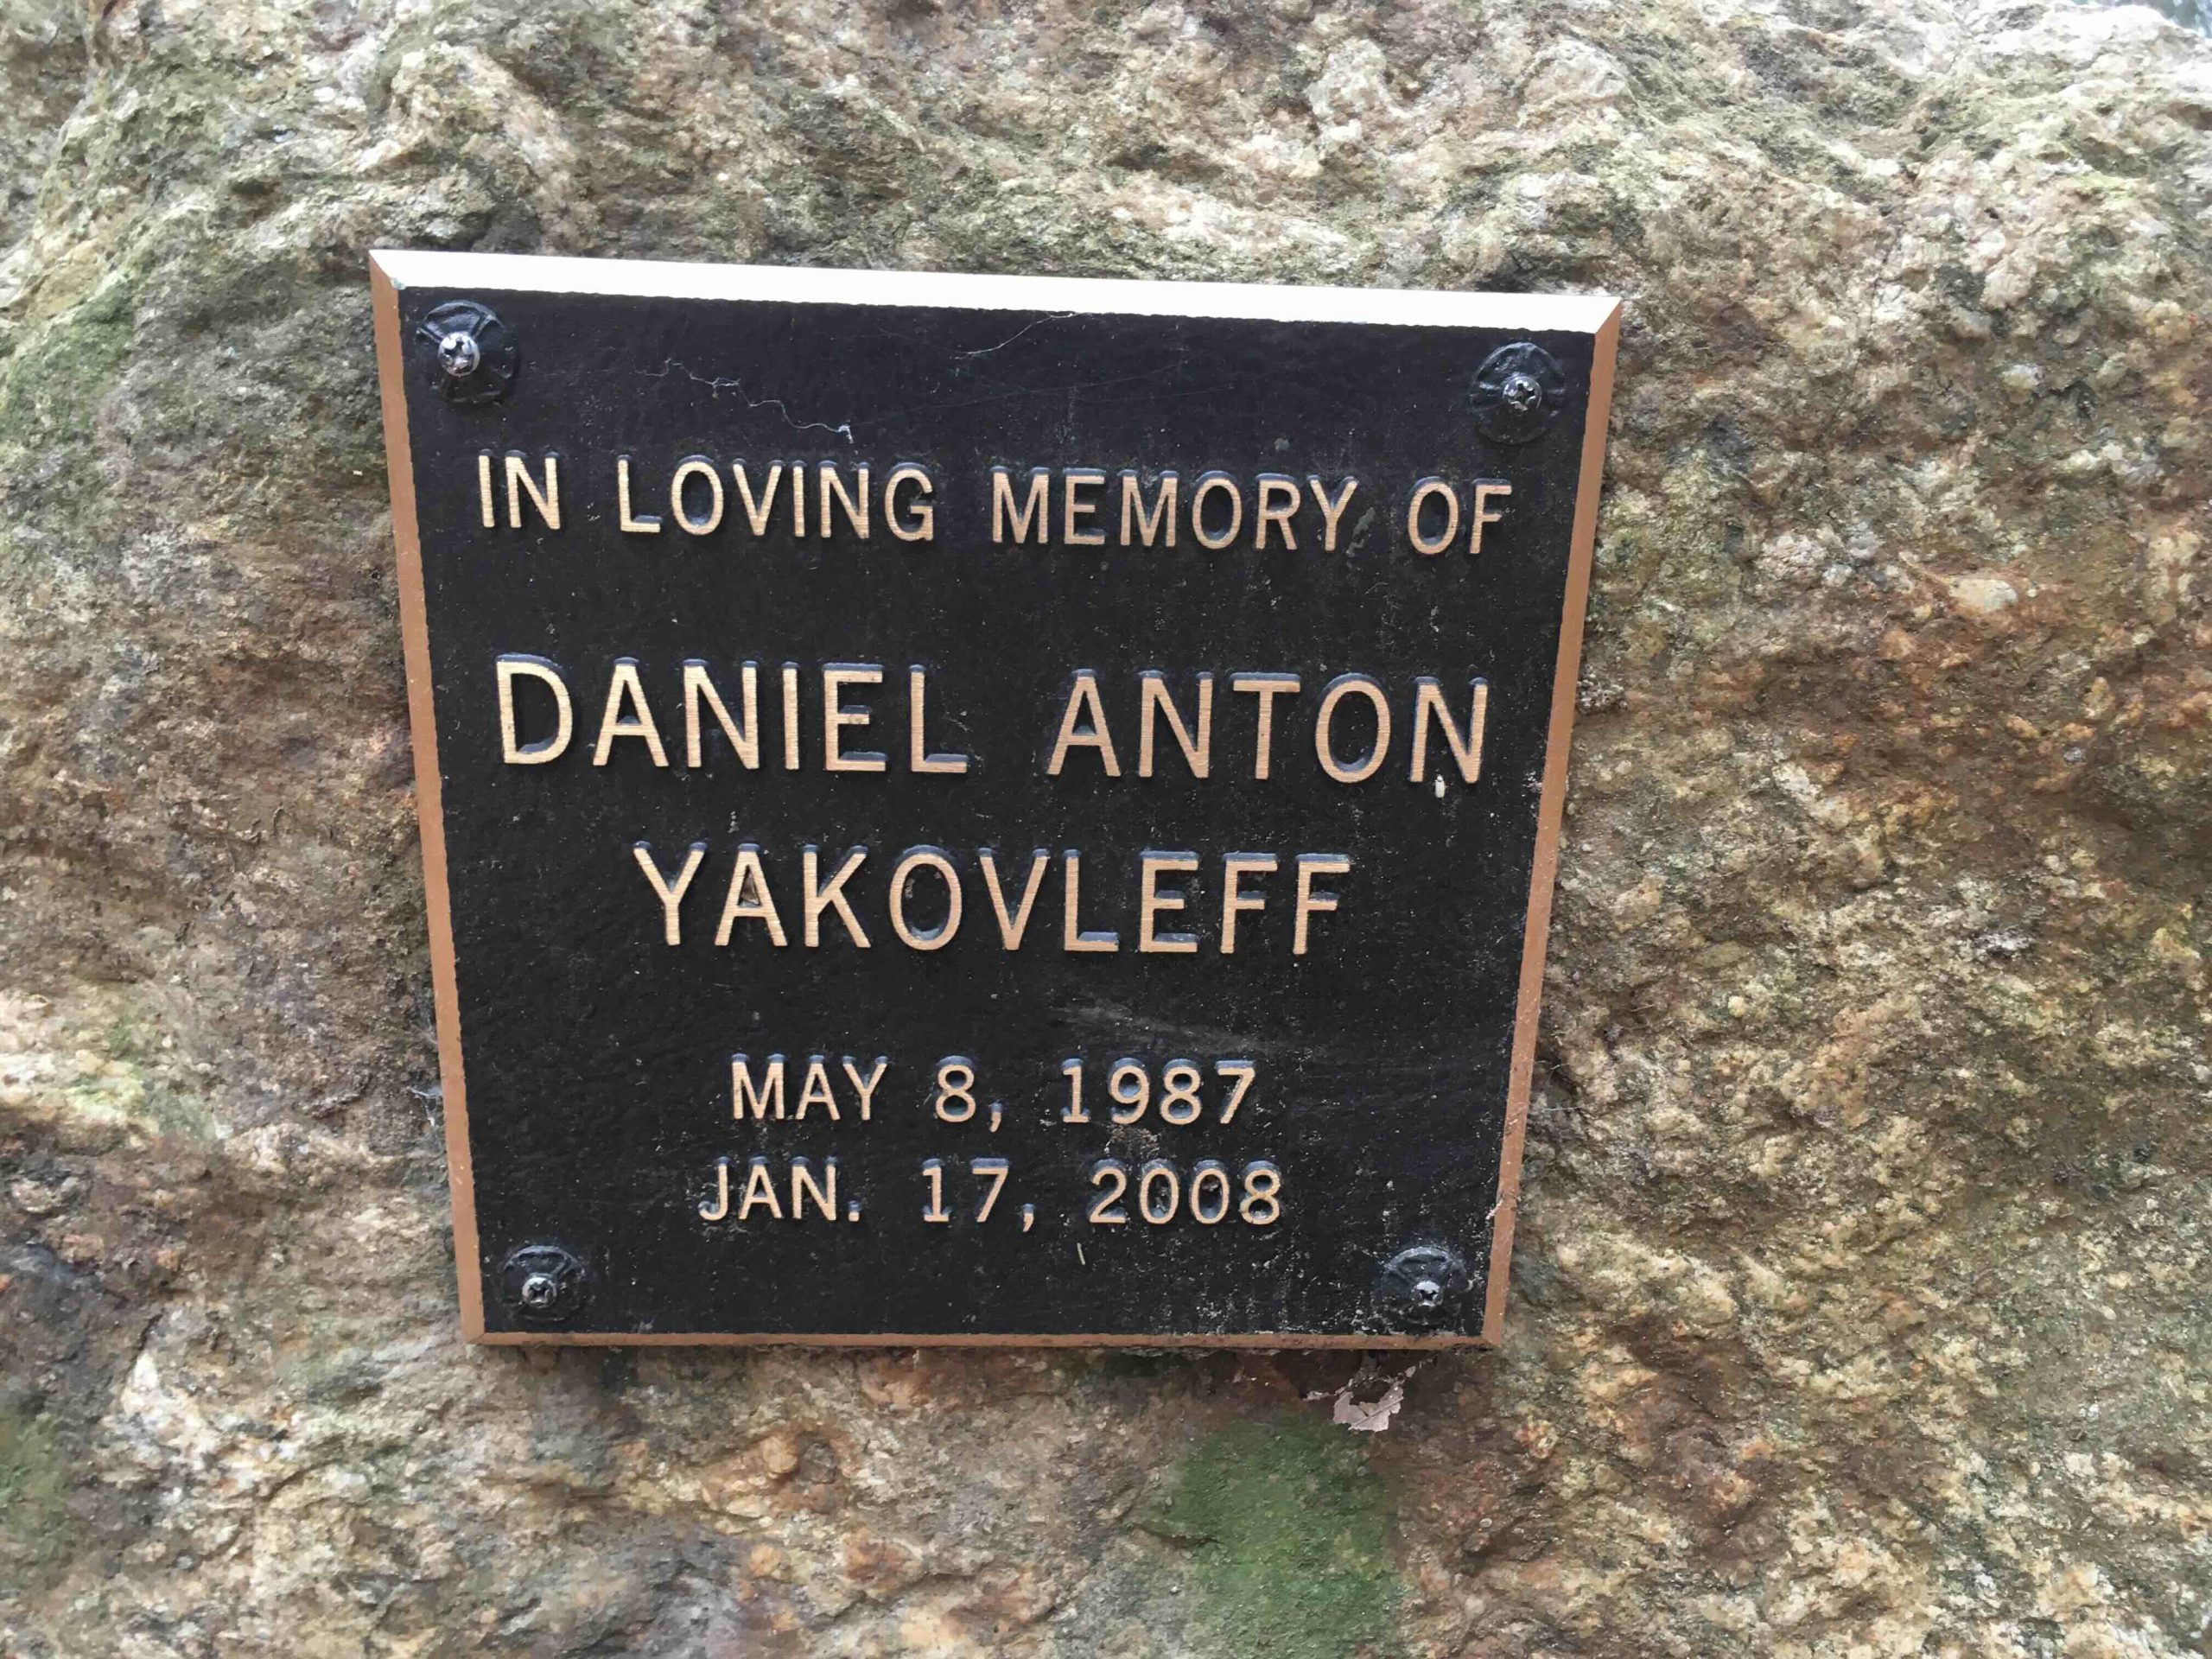 IN LOVING MEMORY OF
DANIEL ANTON
YAKOVLEFF
MAY 8, 1987
JAN. 17, 2008